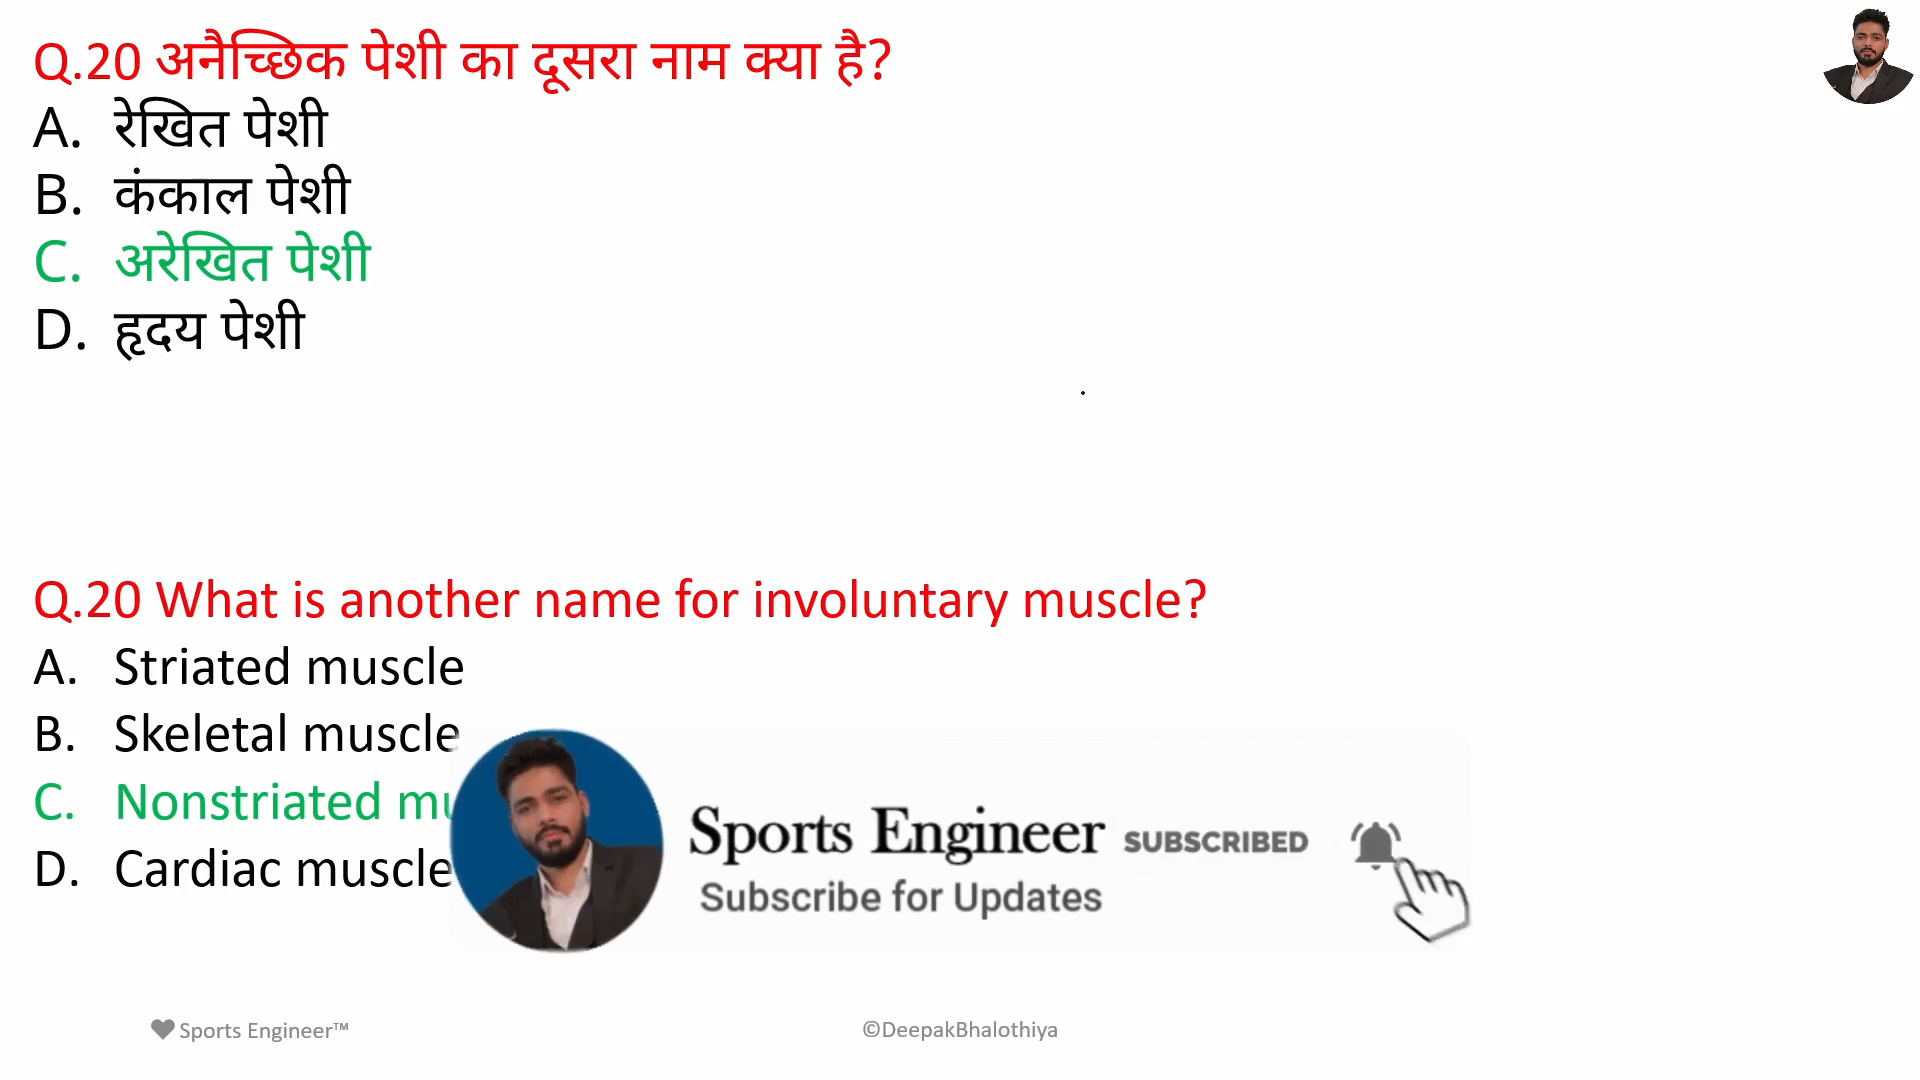 Q.20 अनैच्छिक पेशी का दूसरा नाम क्या है?
A. रेखित पेशी
B. कंकाल पेशी
C. अरेखित पेशी
D. हृदय पेशी
Q.20 What is another name for involuntary muscle?
A. Striated muscle
B. Skeletal muscle
C. Nonstriated
D. Cardiac muscle
Sports Engineer SUBSCRIBED
Subscribe for Updates
Sports Engineer™
©DeepakBhalothiya